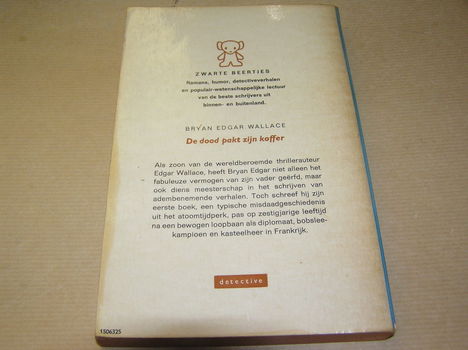 ZWARTE BEERTJES
Romans, humor, detectiveverhalen
en populair-wetenschappelijke lectuur
van de beste schrijvers uit
binnen- en buitenland.
BRYAN EDGAR WALLACE
De dood pakt zijn koffer
Als zoon van de wereldberoemde thrillerauteur
Edgar Wallace, heeft Bryan Edgar niet alleen het
fabuleuze vermogen van zijn vader geërfd, maar
ook diens meesterschap in het schrijven van
adembenemende verhalen. Toch schreef hij zijn
eerste boek, een typische misdaadgeschiedenis
uit het atoomtijdperk, pas op zestigjarige leeftijd
na een bewogen loopbaan als diplomaat, bobslee-
kampioen en kasteelheer in Frankrijk.
detective
1506325